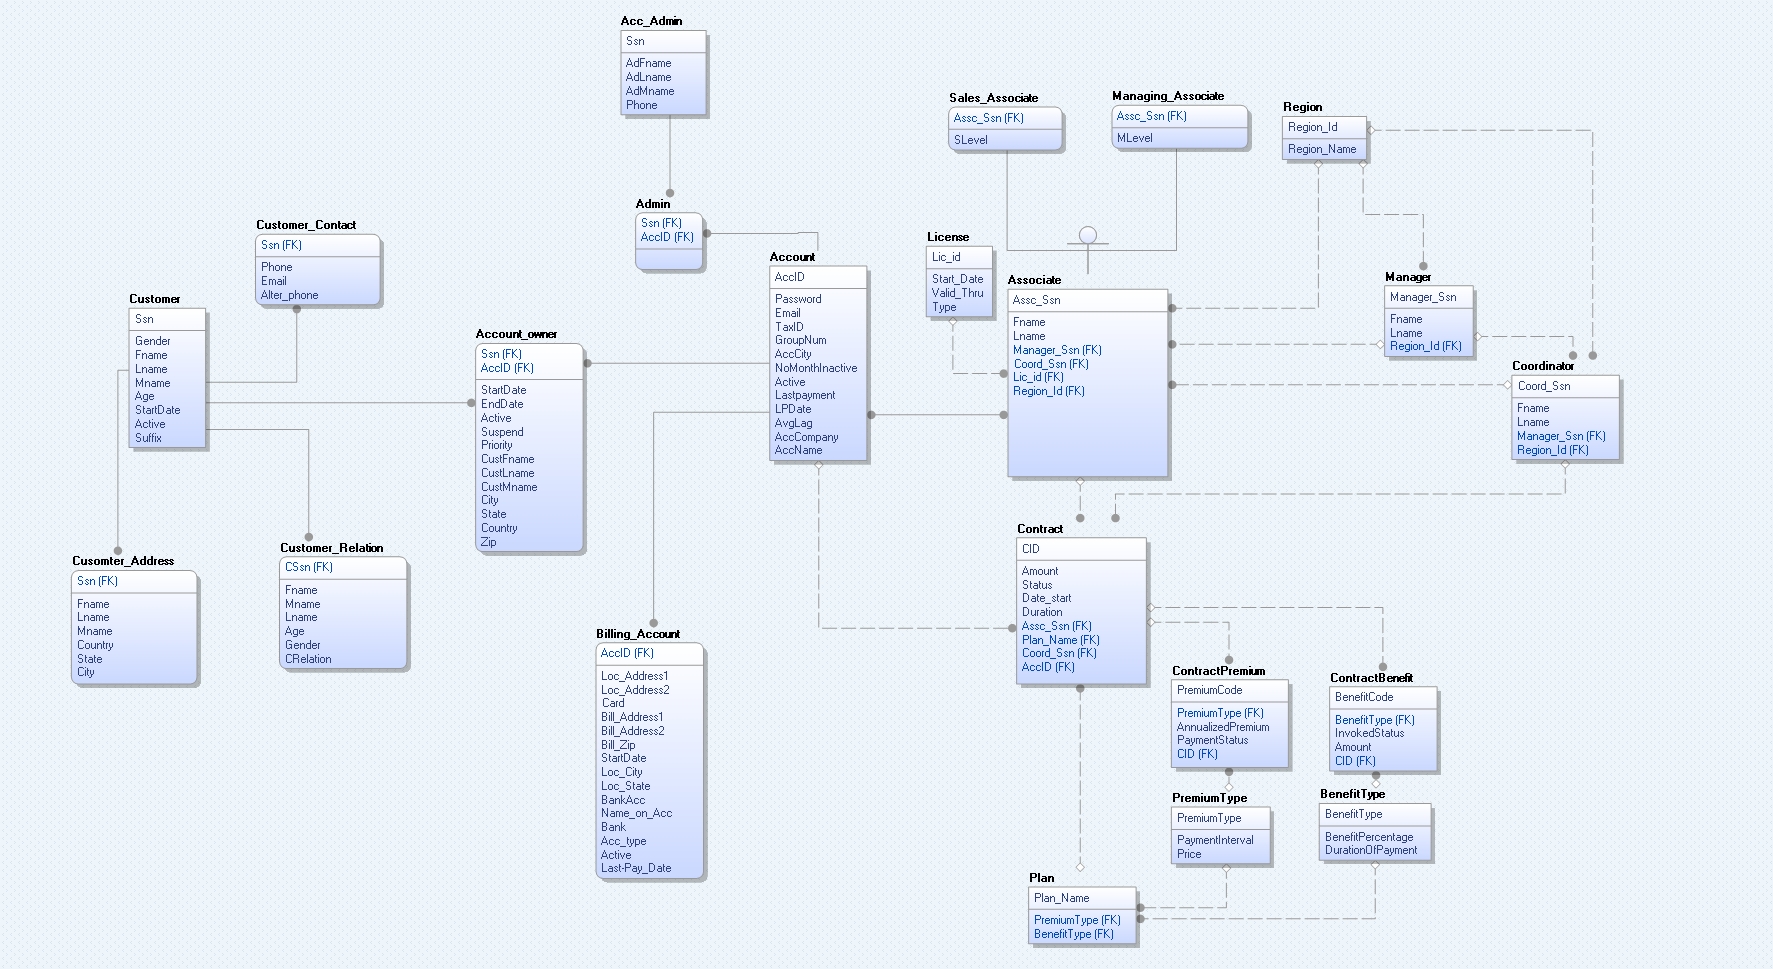 Acc_Admin
Ssn
AdFname
AdLname
AdMname
Phone
Sales_Associate
Assc_Ssn (FK)
SLevel
Managing_Associate
Assc_Ssn (FK)
MLevel
Region
Region_Id
Region_Name
Admin
Ssn (FK)
AccID (FK)
Customer_Contact
Ssn (FK)
Phone
Email
Alter_phone
License
Lic_id
Start_Date
Valid_Thru
Type
Account
AccID
Password
Email
TaxID
GroupNum
AccCity
NoMonthInactive
Active
Lastpayment
LPDate
AvgLag
AccCompany
AccName
Associate
Assc_Ssn
Fname
Lname
Manager_Ssn (FK)
Coord_Ssn (FK)
Lic_id (FK)
Region_Id (FK)
Manager
Manager_Ssn
Fname
Lname
Region_Id (FK)
Customer
Ssn
Gender
Fname
Lname
Mname
Age
StartDate
Active
Suffix
Account_owner
Ssn (FK)
AccID (FK)
StartDate
EndDate
Active
Suspend
Priority
CustFname
CustLname
CustMname
City
State
Country
Zip
Coordinator
Coord_Ssn
Fname
Lname
Manager_Ssn (FK)
Region_Id (FK)
Cusomter_Address
Ssn (FK)
Fname
Lname
Mname
Country
State
City
Customer_Relation
CSsn (FK)
Fname
Mname
Lname
Age
Gender
CRelation
Contract
CID
Amount
Status
Date_start
Duration
Assc_Ssn (FK)
Plan_Name (FK)
Coord_Ssn (FK)
AccID (FK)
Billing_Account
AccID (FK)
Loc_Address1
Loc_Address2
Card
Bill_Address1
Bill_Address2
Bill_Zip
StartDate
Loc_City
Loc_State
BankAcc
Name_on_Acc
Bank
Acc_type
Active
Last-Pay_Date
ContractPremium
PremiumCode
PremiumType (FK)
AnnualizedPremium
PaymentStatus
CID (FK)
ContractBenefit
BenefitCode
BenefitType (FK)
InvokedStatus
Amount
CID (FK)
PremiumType
PremiumType
PaymentInterval
Price
BenefitType
BenefitType
BenefitPercentage
DurationOfPayment
Plan
Plan_Name
PremiumType (FK)
BenefitType (FK)